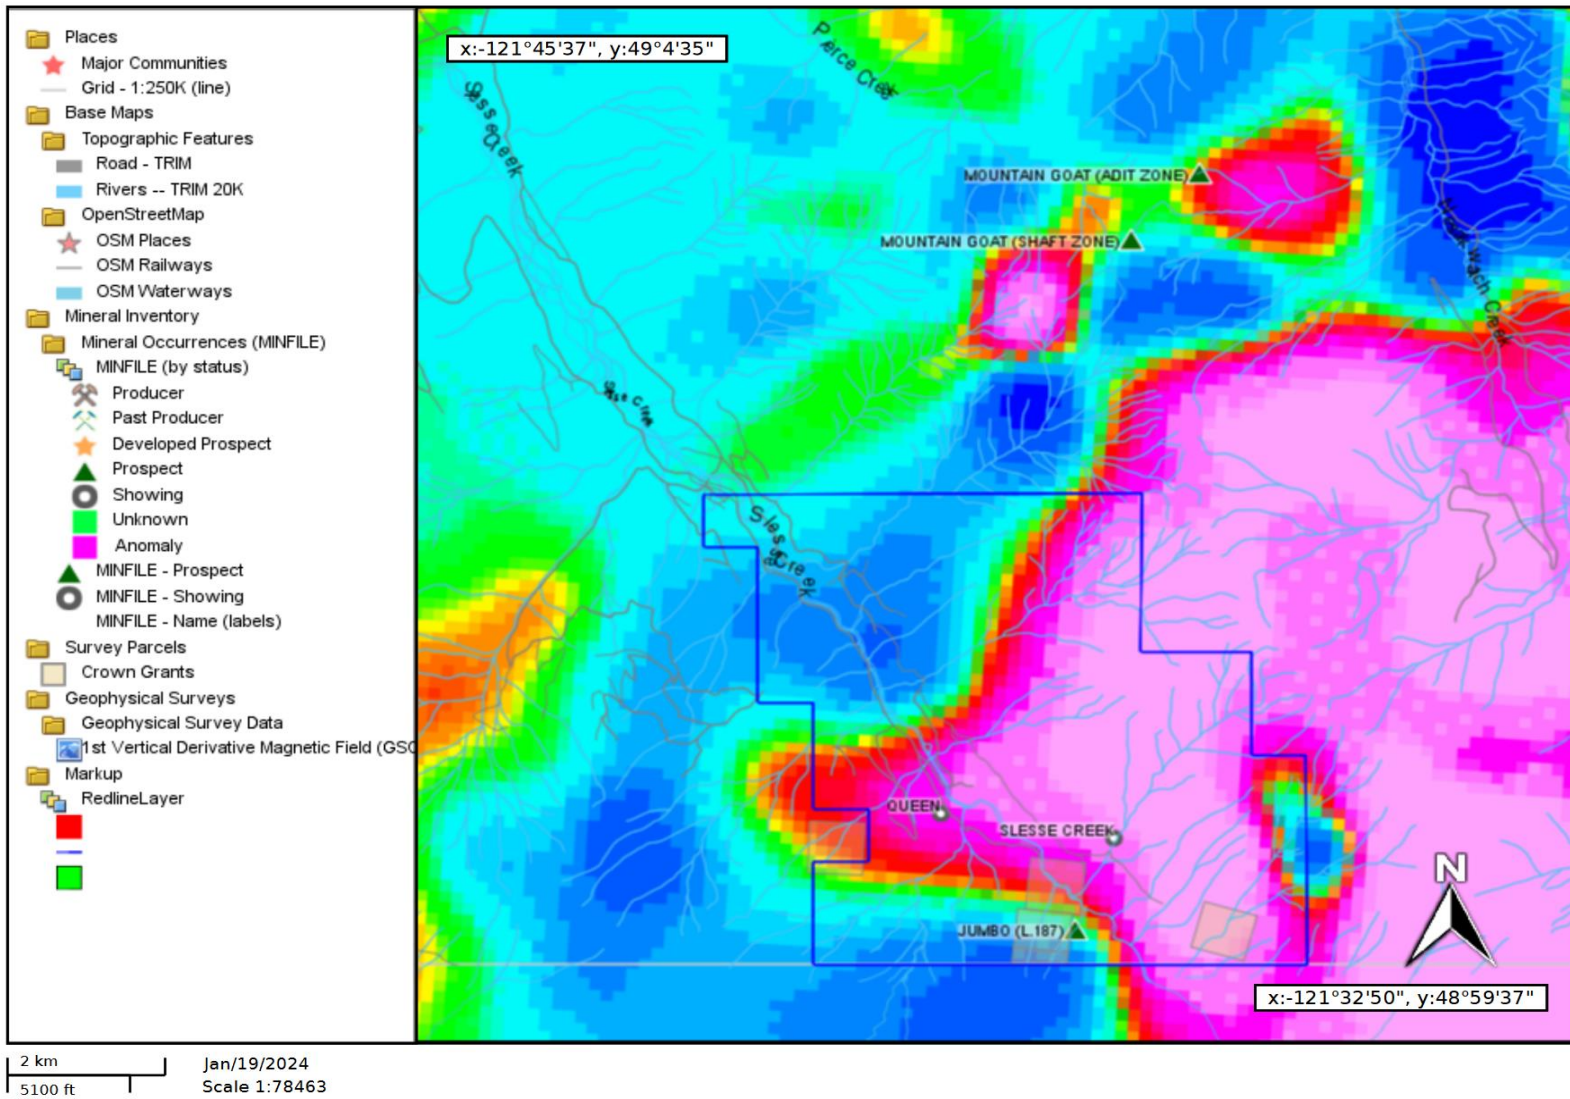 Places
Major Communities
Grid - 1:250K (line)
Base Maps
Topographic Features
Road - TRIM
Rivers -- TRIM 20K
OpenStreetMap
OSM Places
OSM Railways
OSM Waterways
Mineral Inventory
Mineral Occurrences (MINFILE)
MINFILE (by status)
Producer
Past Producer
Developed Prospect
Prospect
Showing
Unknown
Anomaly
MINFILE - Prospect
MINFILE - Showing
MINFILE - Name (labels)
Survey Parcels
Crown Grants
Geophysical Surveys
Geophysical Survey Data
1st Vertical Derivative Magnetic Field (GSC
Markup
RedlineLayer
x:-121°45'37", y:49°4'35"
MOUNTAIN GOAT (ADIT ZONE)
MOUNTAIN GOAT (SHAFT ZONE)
QUEEN
SLESSE CREEK
JUMBO (L.187)
N
x:-121°32'50", y:48°59'37"
2 km
5100 ft
Jan/19/2024
Scale 1:78463